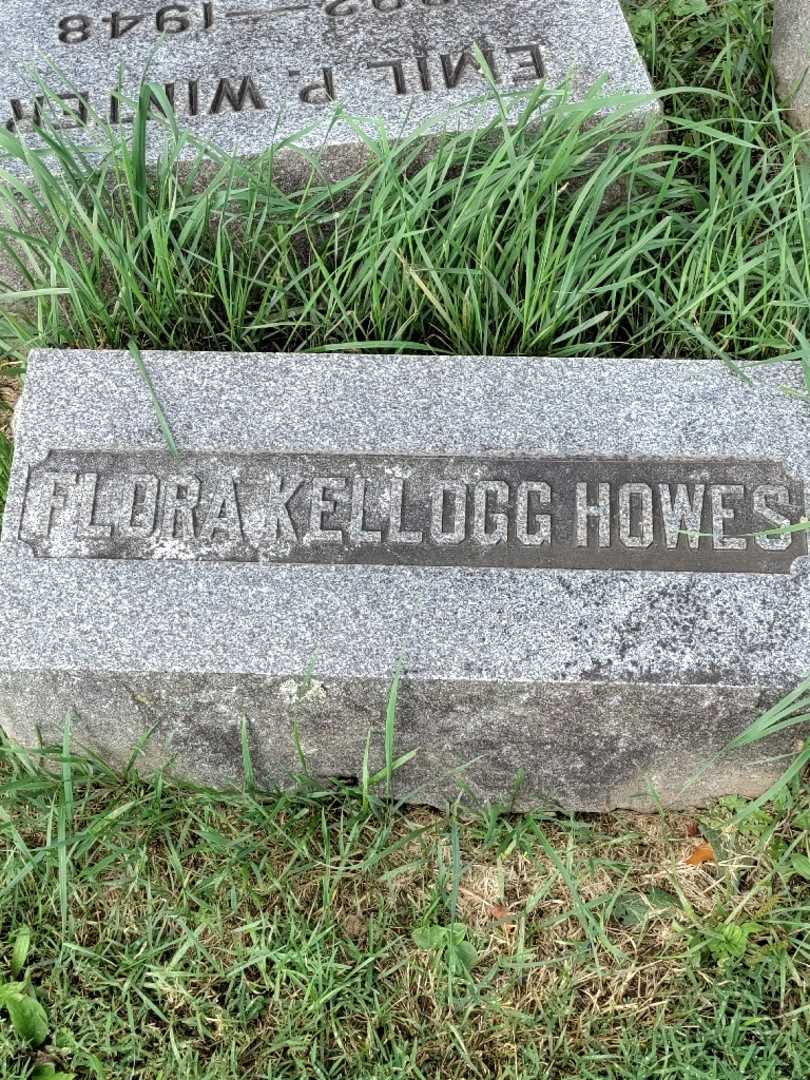 EMIL P. WINTER
1948
FLORA KELLOGG HOWES